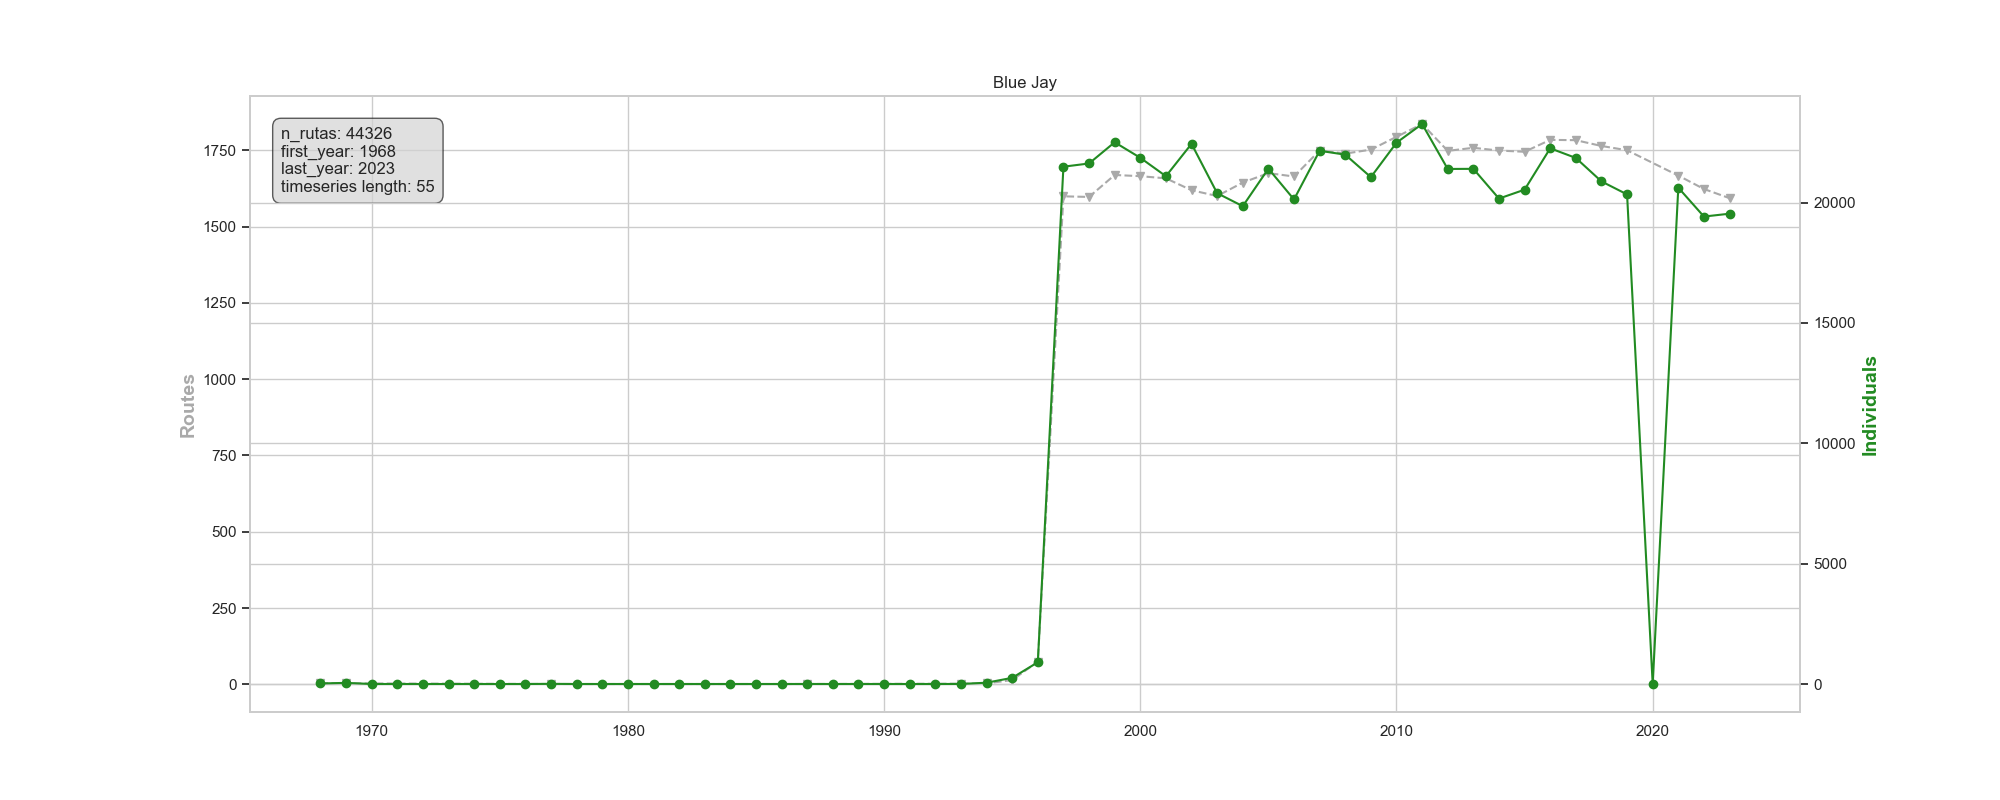 Blue Jay
n_rutas: 44326
first_year: 1968
last_year: 2023
timeseries length: 55
Routes
1750
1500
1250
1000
750
500
250
0
20000
15000
10000
5000
0
Individuals
1970
1980
1990
2000
2010
2020